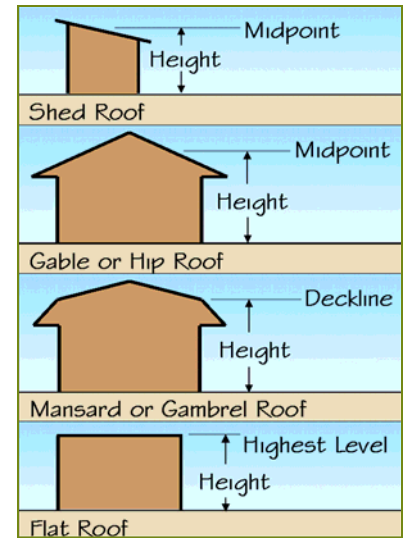 Midpoint
Height
Shed Roof
Midpoint
Height
Gable or Hip Roof
Deckline
Height
Mansard or Gambrel Roof
Highest Level
Height
Flat Roof